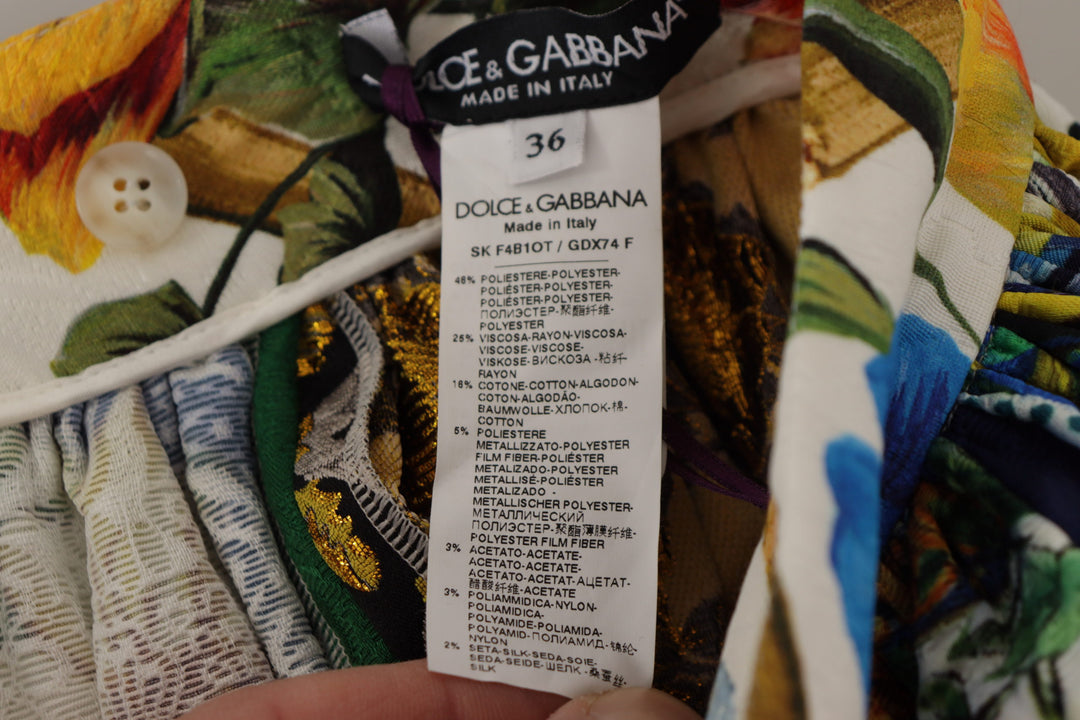 DOLCE & GABBANA
MADE IN ITALY
36
DOLCE & GABBANA
Made in Italy
SK F4B1OT / GDX74 F
48% POLIESTERE-POLYESTER-
POLIÉSTER-POLYESTER-
POLIÉSTER-POLYESTER-
ПОЛИЭСТЕР-聚酯纤维-
POLYESTER
25% VISCOSA-RAYON-VISCOSA-
VISCOSE-VISCOSE-
VISKOSE-ВИСКОЗА-粘纤
RAYON
16% COTONE-COTTON-ALGODON-
COTON-ALGODÃO-
BAUMWOLLE-ХЛОПОК-棉-
COTTON
5% POLIESTERE
METALLIZZATO-POLYESTER
FILM FIBER-POLIÉSTER
METALIZADO-POLYESTER
METALLISÉ-POLIÉSTER
METALIZADO -
METALLISCHER POLYESTER-
МЕТАЛЛИЧЕСКИЙ
ПОЛИЭСТЕР-聚酯薄膜纤维-
POLYESTER FILM FIBER
3% ACETATO-ACETATE-
ACETATO-ACETATE-
ACETATO-ACETAT-АЦЕТАТ-
醋酸纤维-ACETATE
3% POLIAMMIDICA-NYLON-
POLIAMIDICA-
POLYAMIDE-POLIAMIDA-
POLYAMID-ПОЛИАМИД-锦纶
NYLON
2% SETA-SILK-SEDA-SOIE-
SEDA-SEIDE-ШЕЛК-桑蚕丝-
SILK